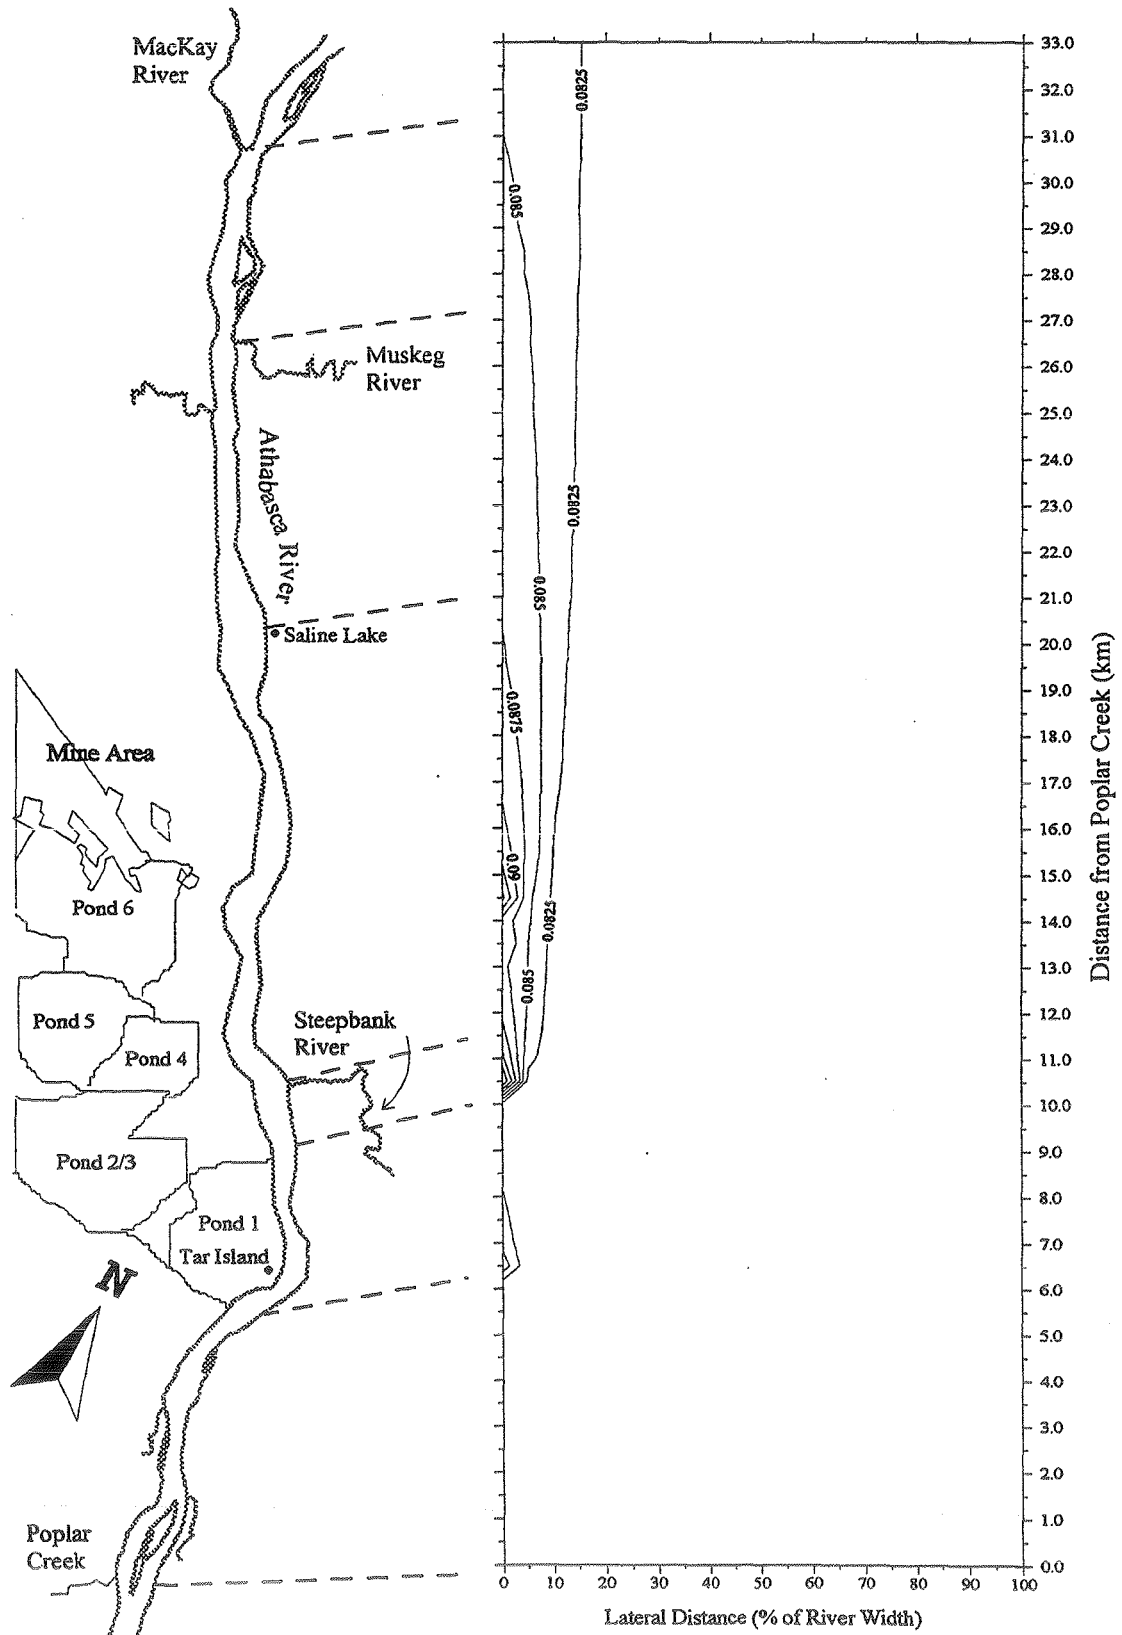 MacKay
River
Muskeg
River
Athabasca River
Saline Lake
Mine Area
Pond 6
Pond 5
Pond 4
Steepbank
River
Pond 2/3
Pond 1
Tar Island
N
Poplar
Creek
0.0825
0.085
0.0825
0.085
0.0875
0.09
0.0825
0.085
33.0
32.0
31.0
30.0
29.0
28.0
27.0
26.0
25.0
24.0
23.0
22.0
21.0
20.0
19.0
18.0
17.0
16.0
15.0
14.0
13.0
12.0
11.0
10.0
9.0
8.0
7.0
6.0
5.0
4.0
3.0
2.0
1.0
0.0
Distance from Poplar Creek (km)
0 10 20 30 40 50 60 70 80 90 100
Lateral Distance (% of River Width)